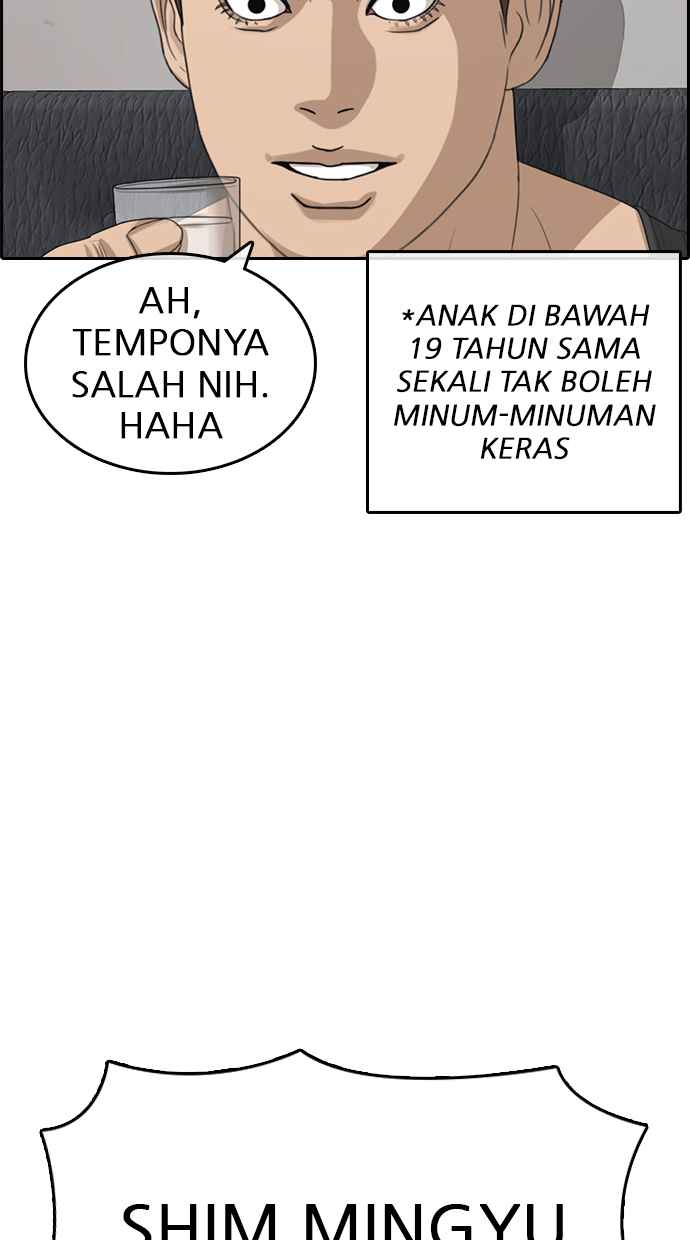 AH,
TEMPONYA
SALAH NIH.
HAHA
*ANAK DI BAWAH
19 TAHUN SAMA
SEKALI TAK BOLEH
MINUM-MINUMAN
KERAS
SHIM MINGYU